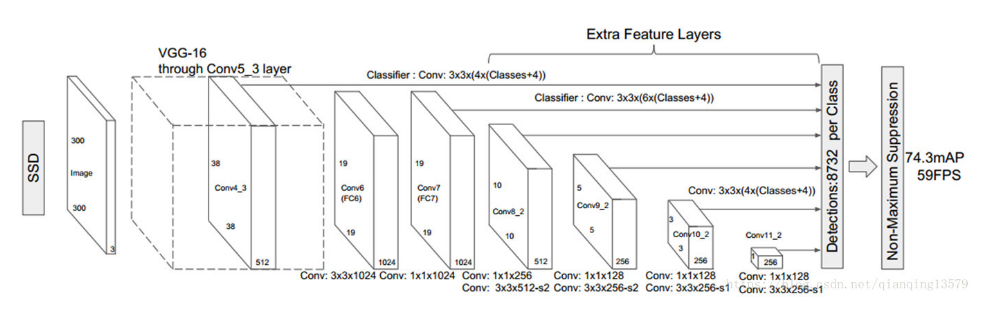 Extra Feature Layers
VGG-16
through Conv5_3 layer
Classifier : Conv: 3x3x(4x(Classes+4))
Classifier : Conv: 3x3x(6x(Classes+4))
SSD
300
Image
300
3
38
Conv4_3
38
512
19
Conv6
(FC6)
19
1024
19
Conv7
(FC7)
19
1024
10
Conv8_2
10
512
5
Conv9_2
5
256
Conv: 3x3x(4x(Classes+4))
3
Conv10_2
3
256
Conv11_2
1
256
Detections:8732 per Class
Non-Maximum Suppression
74.3mAP
59FPS
Conv: 3x3x1024
Conv: 1x1x1024
Conv: 1x1x256
Conv: 3x3x512-s2
Conv: 1x1x128
Conv: 3x3x256-s2
Conv: 1x1x128
Conv: 3x3x256-s1
Conv: 1x1x128
Conv: 3x3x256-s1
csdn.net/qianqing13579